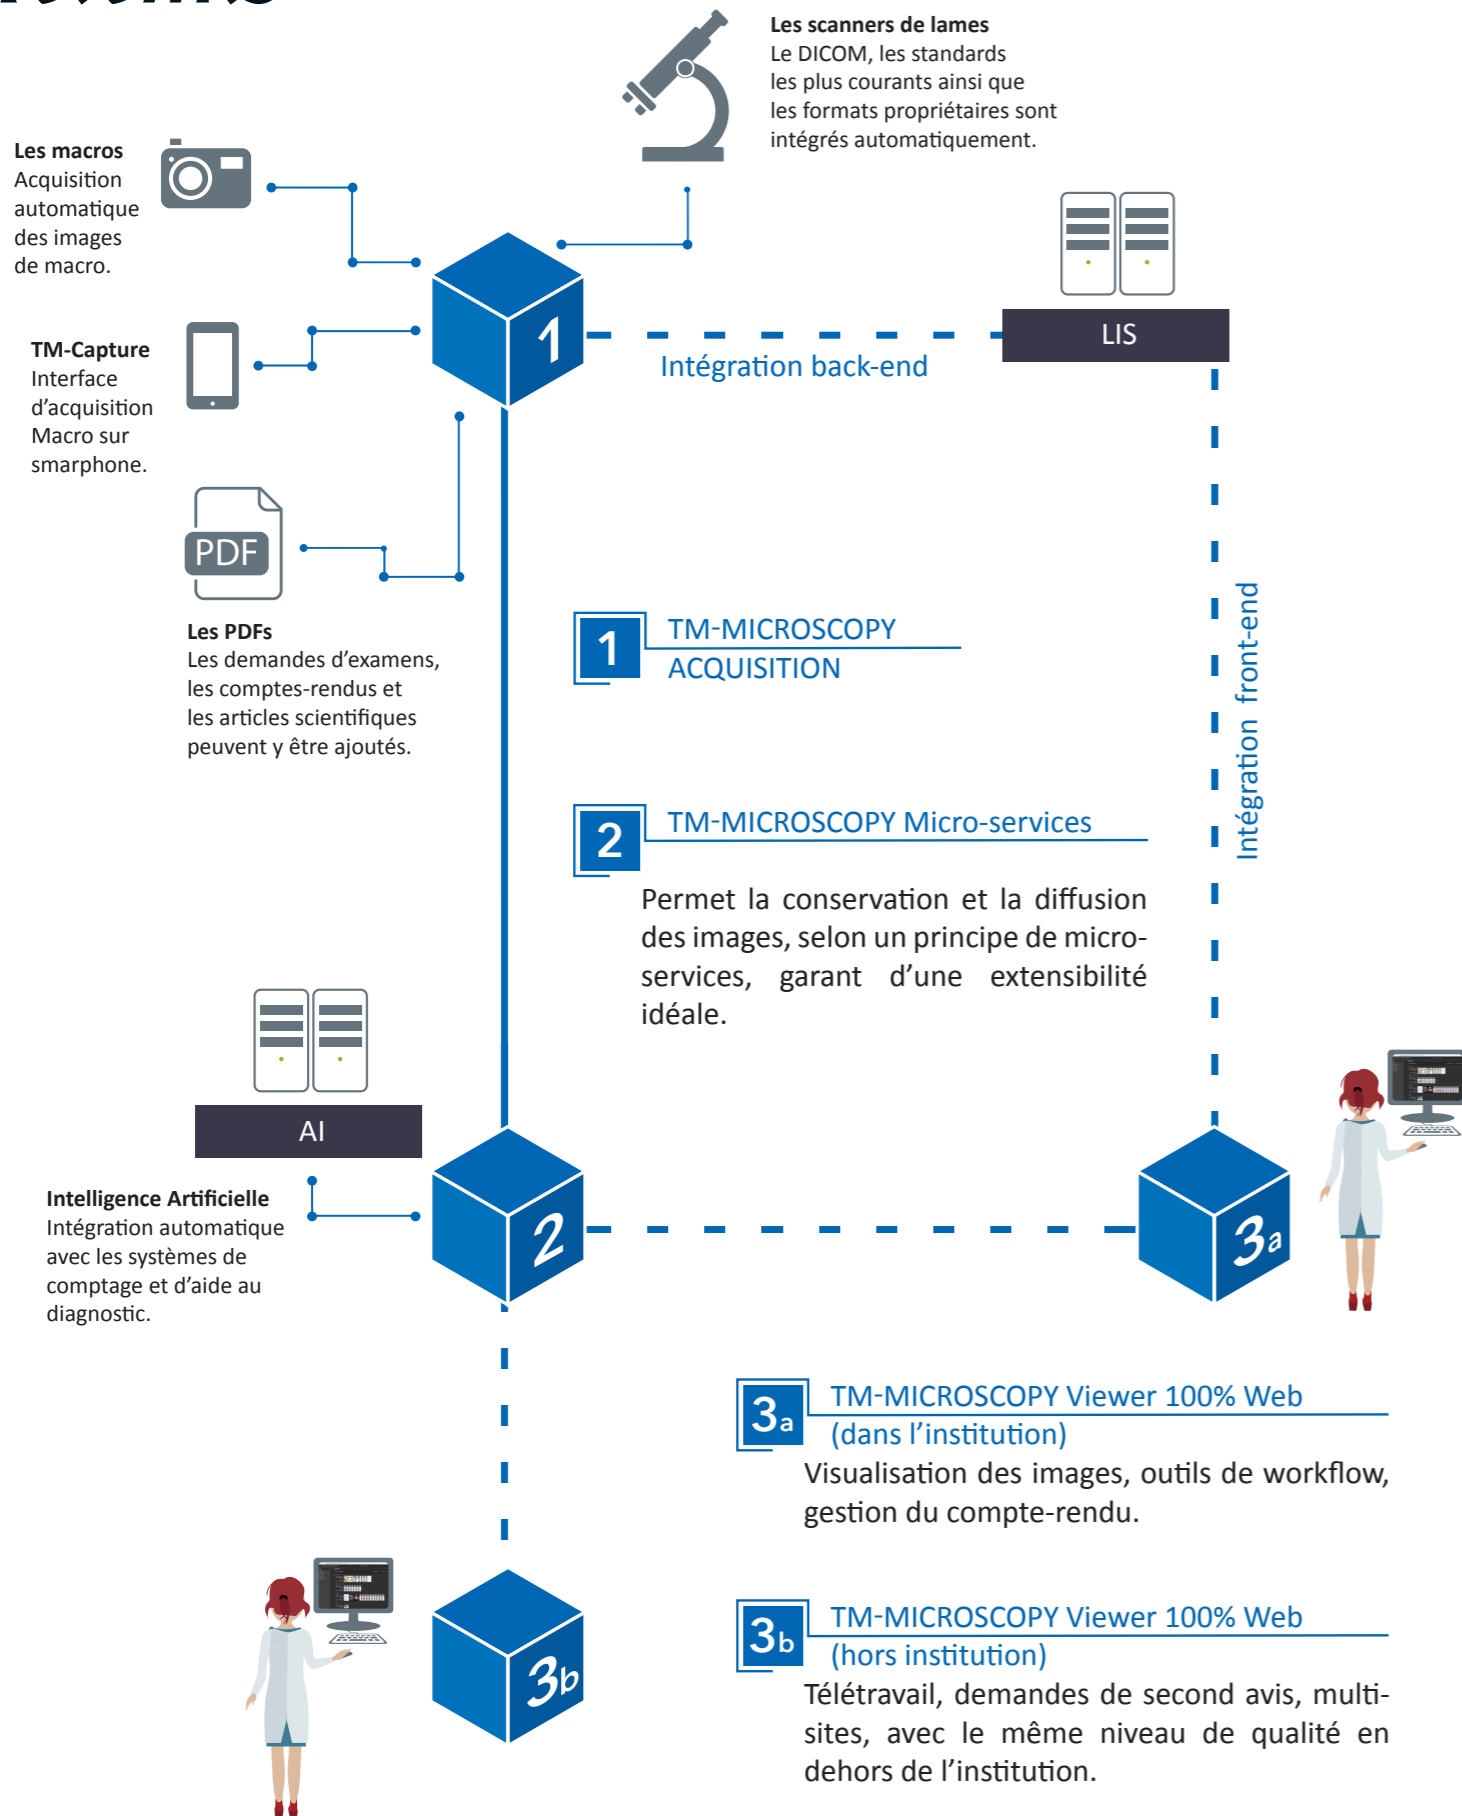 Les scanners de lames
Le DICOM, les standards
les plus courants ainsi que
les formats propriétaires sont
intégrés automatiquement.
Les macros
Acquisition
automatique
des images
de macro.
TM-Capture
Interface
d'acquisition
Macro sur
smarphone.
1
Intégration back-end
LIS
PDF
Les PDFs
Les demandes d'examens,
les comptes-rendus et
les articles scientifiques
peuvent y être ajoutés.
Intégration front-end
1 TM-MICROSCOPY
ACQUISITION
2 TM-MICROSCOPY Micro-services
Permet la conservation et la diffusion
des images, selon un principe de micro-
services, garant d'une extensibilité
idéale.
AI
Intelligence Artificielle
Intégration automatique
avec les systèmes de
comptage et d'aide au
diagnostic.
2
3a
3a TM-MICROSCOPY Viewer 100% Web
(dans l'institution)
Visualisation des images, outils de workflow,
gestion du compte-rendu.
3b
3b TM-MICROSCOPY Viewer 100% Web
(hors institution)
Télétravail, demandes de second avis, multi-
sites, avec le même niveau de qualité en
dehors de l'institution.